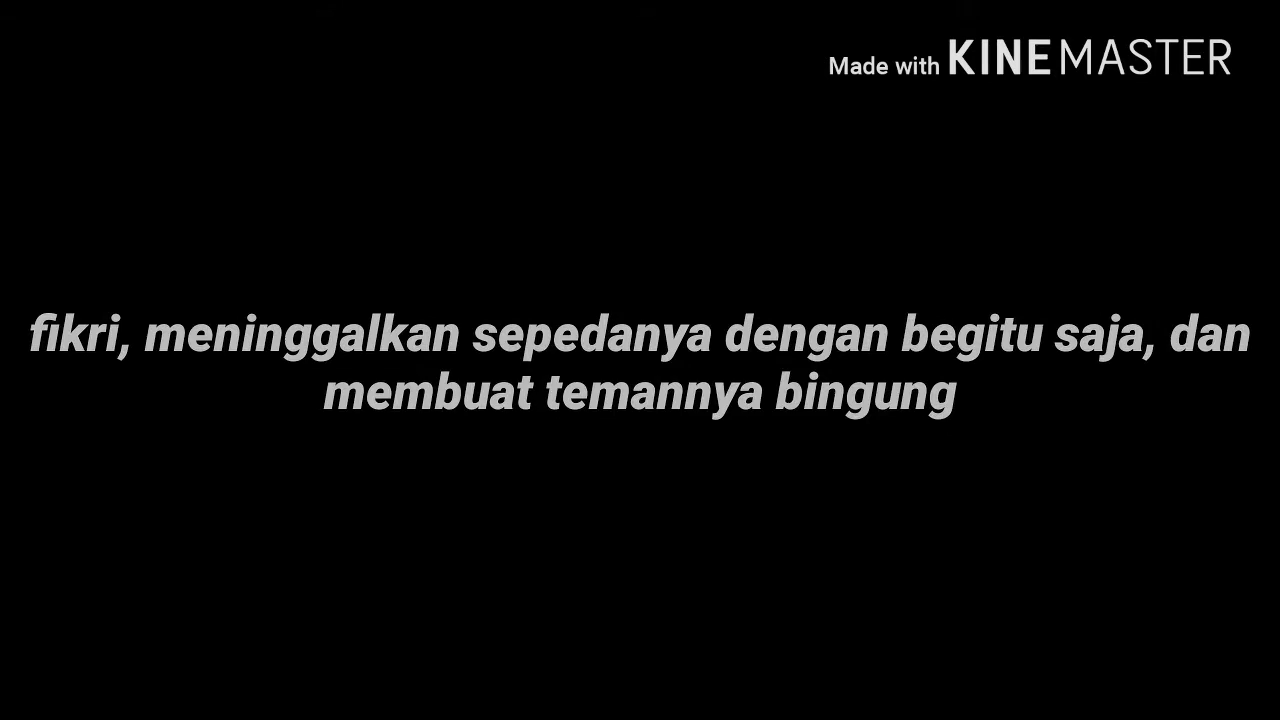 Made with KINEMASTER
fikri, meninggalkan sepedanya dengan begitu saja, dan
membuat temannya bingung